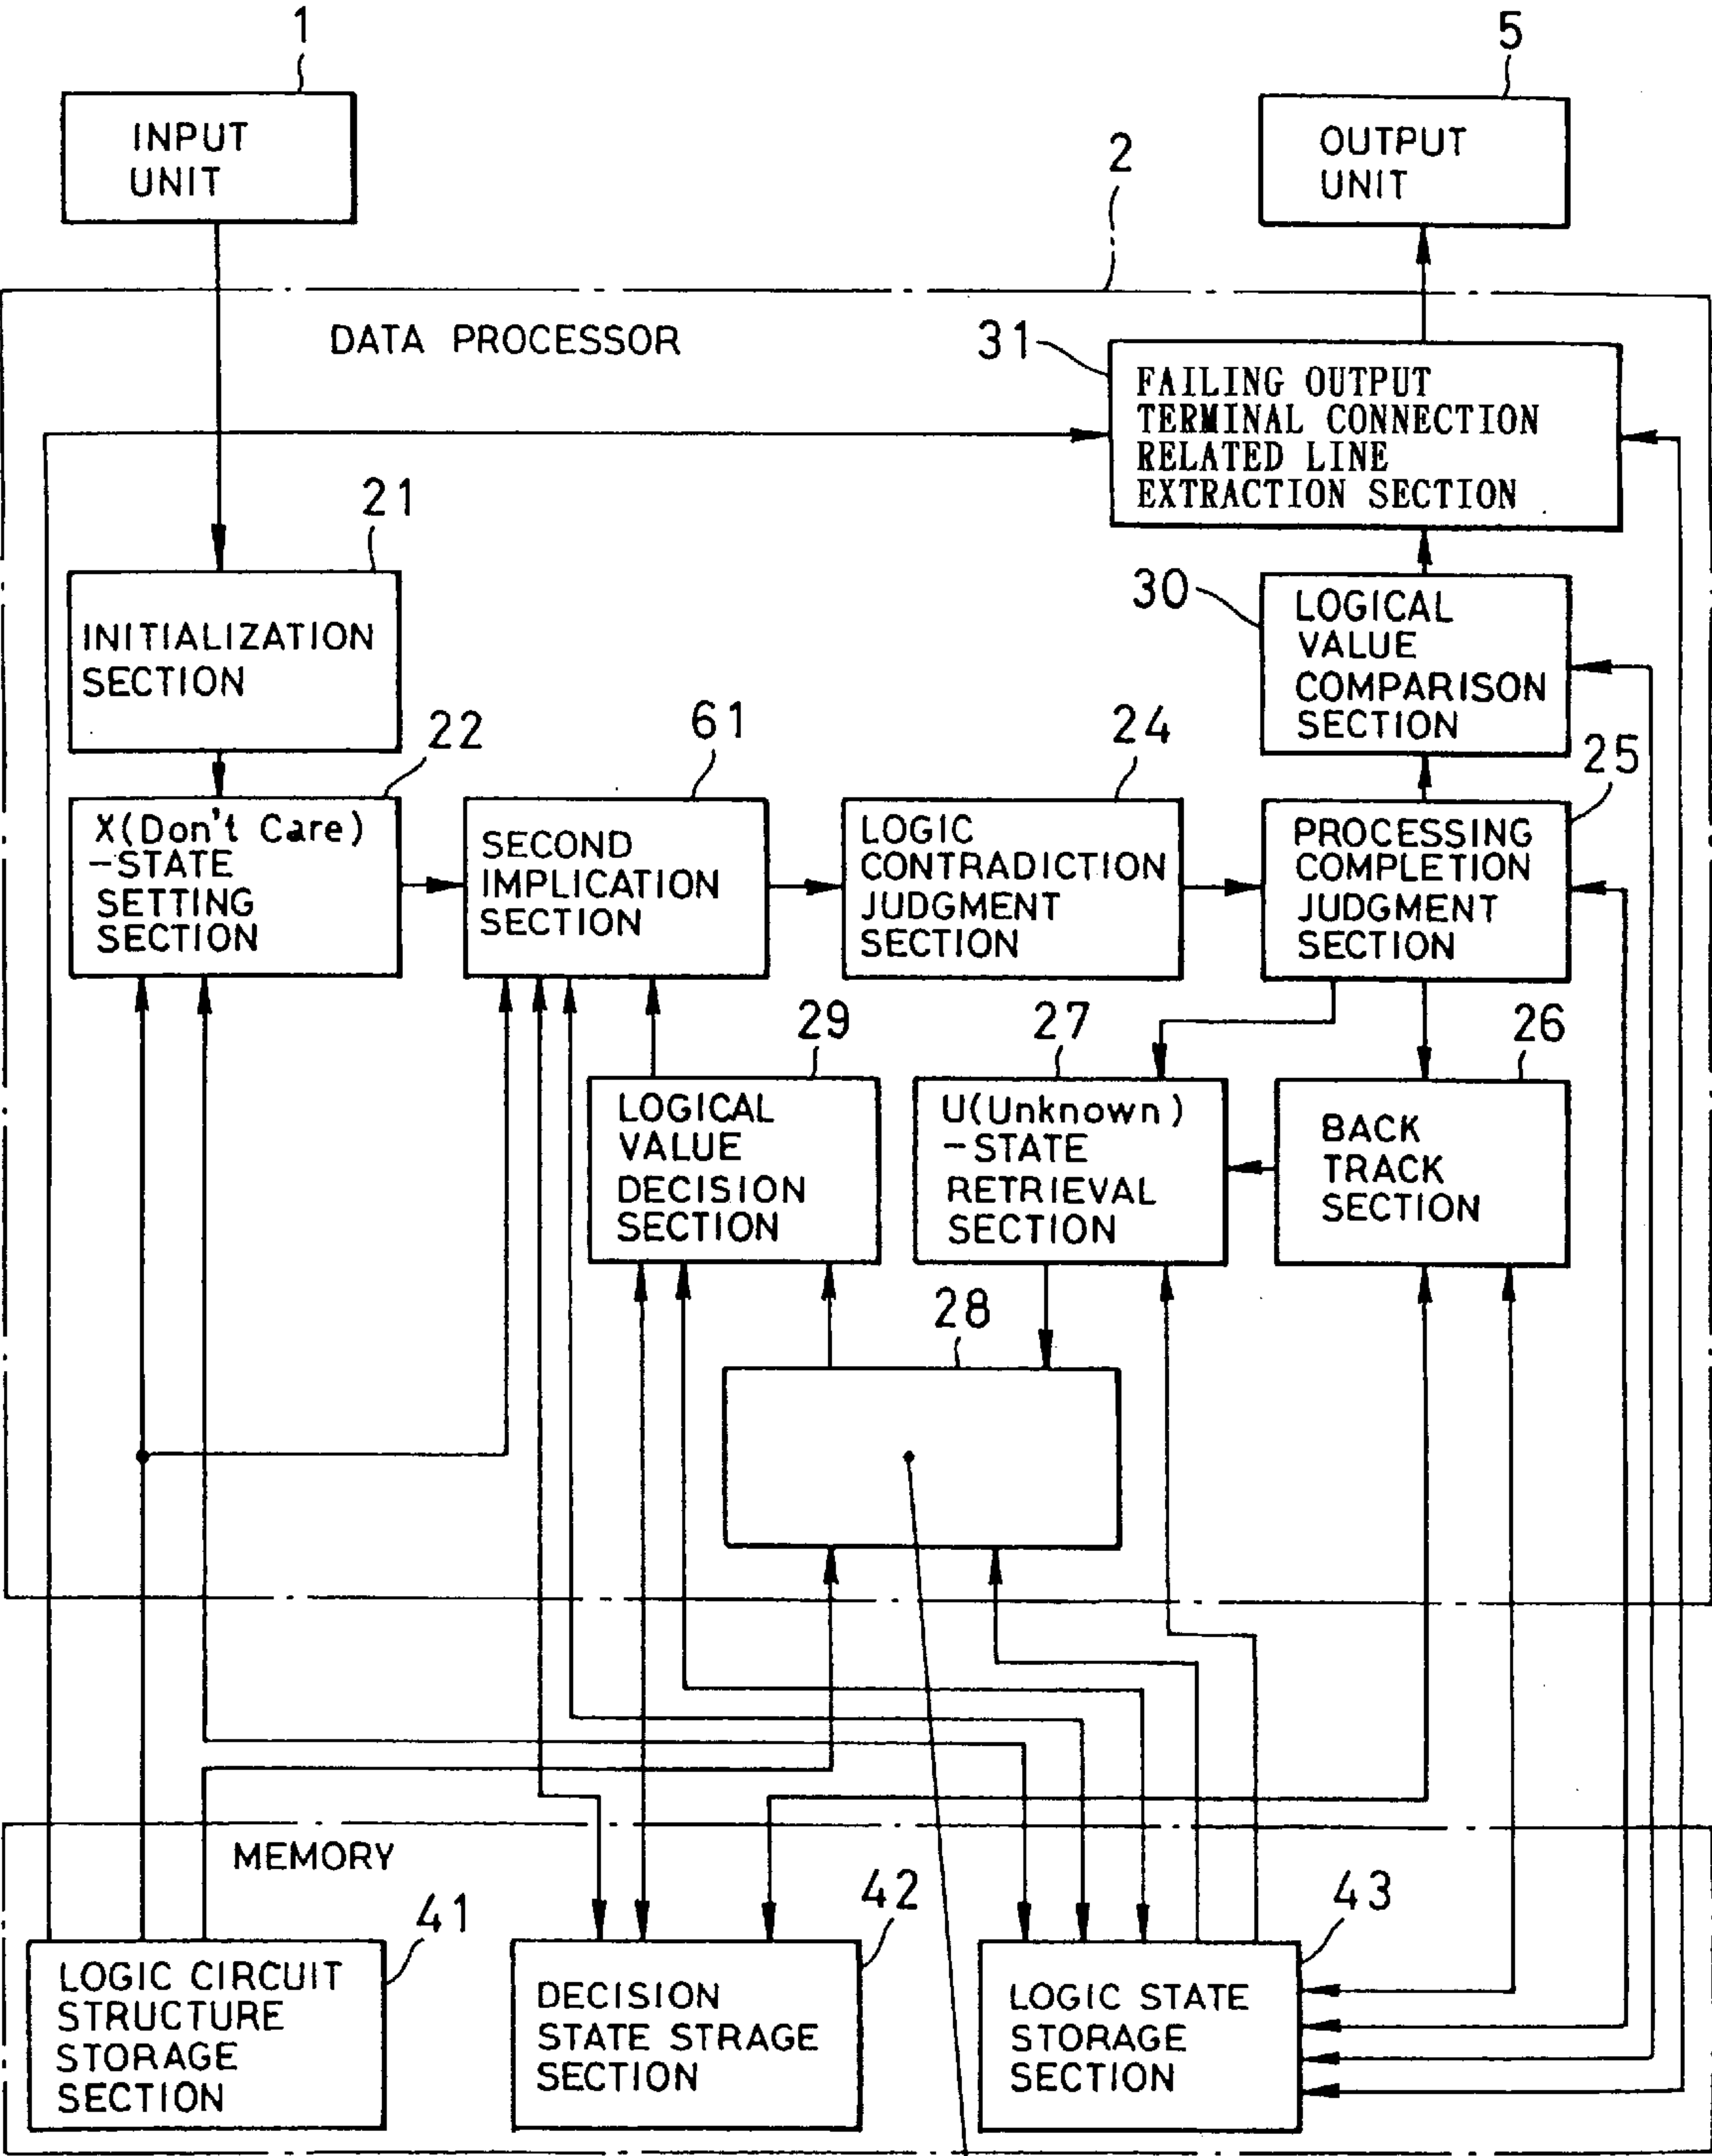 1
5
INPUT
UNIT
2
OUTPUT
UNIT
DATA PROCESSOR
31
FAILING OUTPUT
TERMINAL CONNECTION
RELATED LINE
EXTRACTION SECTION
21
30
LOGICAL
VALUE
COMPARISON
SECTION
INITIALIZATION
SECTION
22
61
24
25
X(Don't Care)
-STATE
SETTING
SECTION
SECOND
IMPLICATION
SECTION
LOGIC
CONTRADICTION
JUDGMENT
SECTION
PROCESSING
COMPLETION
JUDGMENT
SECTION
29
27
26
LOGICAL
VALUE
DECISION
SECTION
U(Unknown)
-STATE
RETRIEVAL
SECTION
BACK
TRACK
SECTION
28
MEMORY
41
42
43
LOGIC CIRCUIT
STRUCTURE
STORAGE
SECTION
DECISION
STATE STRAGE
SECTION
LOGIC STATE
STORAGE
SECTION